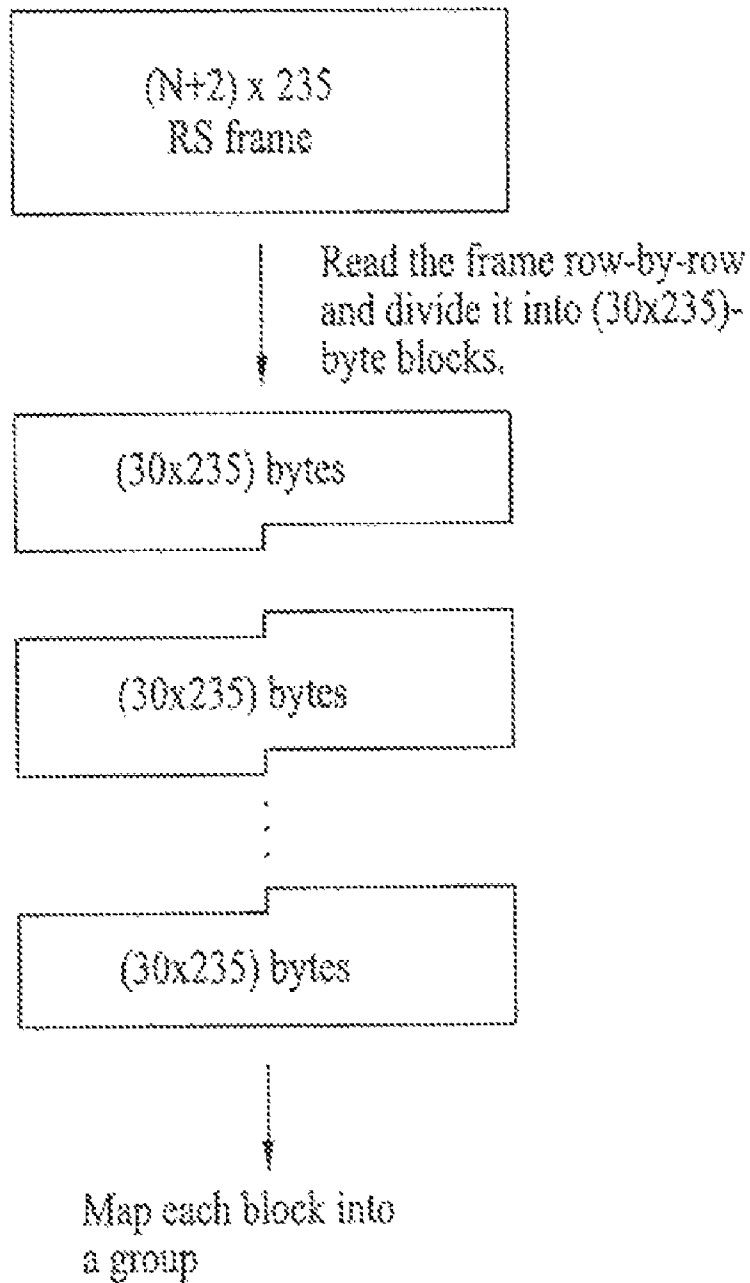 (N+2) x 235
RS frame
Read the frame row-by-row
and divide it into (30x235)-
byte blocks.
(30x235) bytes
(30x235) bytes
(30x235) bytes
Map each block into
a group